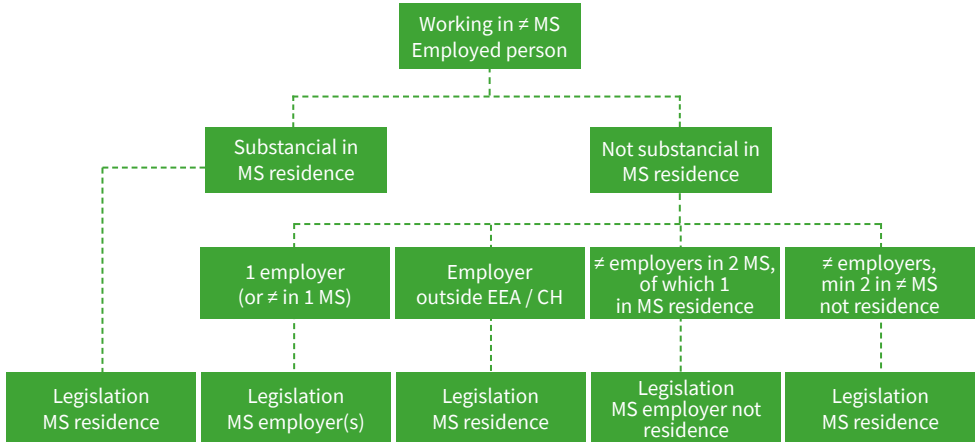 Working in ≠ MS
Employed person
Substancial in
MS residence
Not substancial in
MS residence
1 employer
(or ≠ in 1 MS)
Employer
outside EEA / CH
≠ employers in 2 MS,
of which 1
in MS residence
≠ employers,
min 2 in ≠ MS
not residence
Legislation
MS residence
Legislation
MS employer(s)
Legislation
MS residence
Legislation
MS employer not
residence
Legislation
MS residence